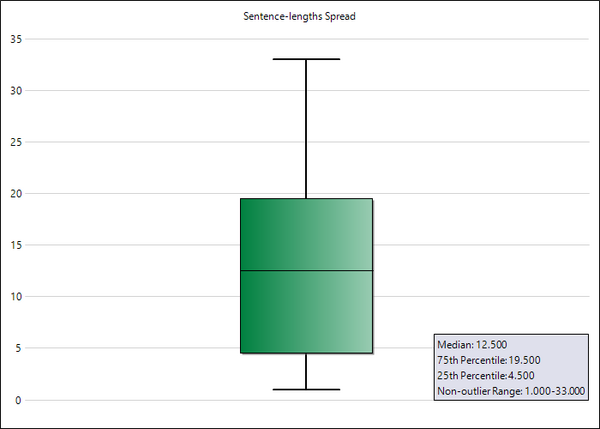 Sentence-lengths Spread
35
30
25
20
15
10
5
0
Median: 12.500
75th Percentile: 19.500
25th Percentile: 4.500
Non-outlier Range: 1.000-33.000